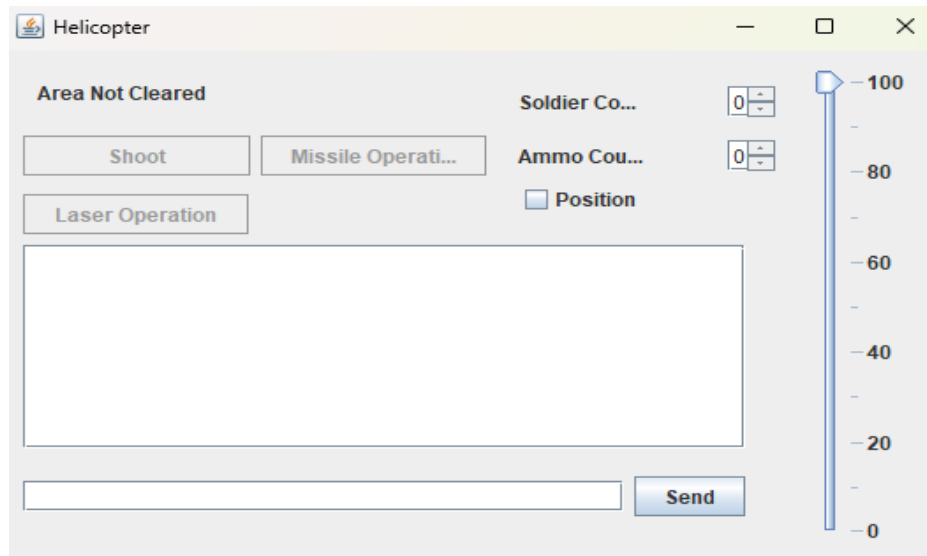 Helicopter
Area Not Cleared
Soldier Co... 0
Shoot
Missile Operati...
Ammo Cou... 0
Position
Laser Operation
Send
100
80
60
40
20
0